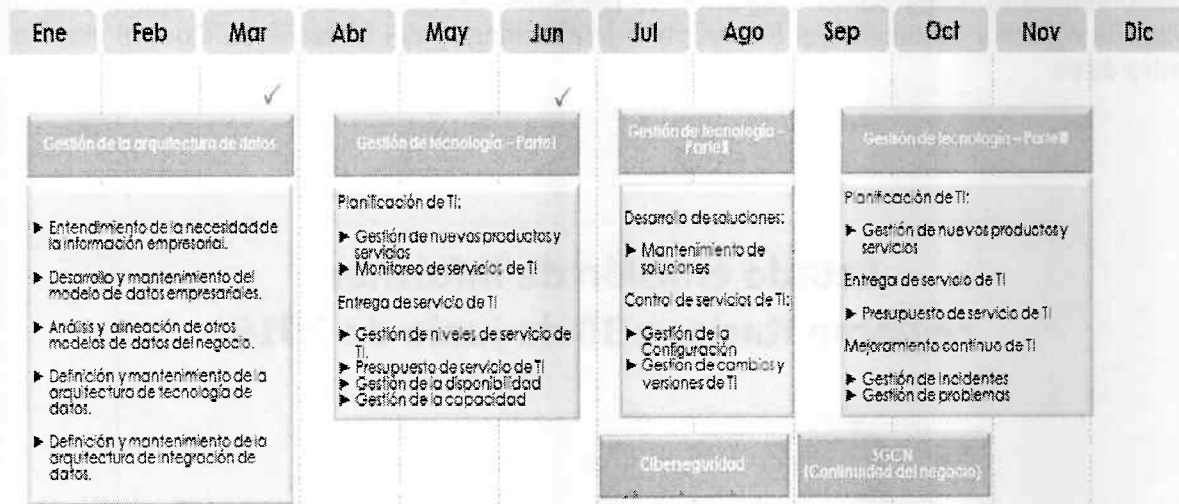 Ene Feb Mar Abr May Jun Jul Ago Sep Oct Nov Dic
Gestión de la arquitectura de datos
► Entendimiento de la necesidad de
la información empresarial.
► Desarrollo y mantenimiento del
modelo de datos empresariales.
► Análisis y alineación de otros
modelos de datos del negocio.
► Definición y mantenimiento de la
arquitectura de tecnología de
datos.
► Definición y mantenimiento de la
arquitectura de integración de
datos.
Gestión de tecnología – Parte I
Planificación de TI:
► Gestión de nuevos productos y
servicios
► Monitoreo de servicios de TI
Entrega de servicio de TI
► Gestión de niveles de servicio de
TI.
► Presupuesto de servicio de TI
► Gestión de la disponibilidad
► Gestión de la capacidad
Gestión de tecnología –
Parte II
Desarrollo de soluciones:
► Mantenimiento de
soluciones
Control de servicios de TI:
► Gestión de la
Configuración
► Gestión de cambios y
versiones de TI
Gestión de tecnología – Parte III
Planificación de TI:
► Gestión de nuevos productos y
servicios
Entrega de servicio de TI
► Presupuesto de servicio de TI
Mejoramiento continuo de TI
► Gestión de incidentes
► Gestión de problemas
Ciberseguridad
SGCN
(Continuidad del negocio)